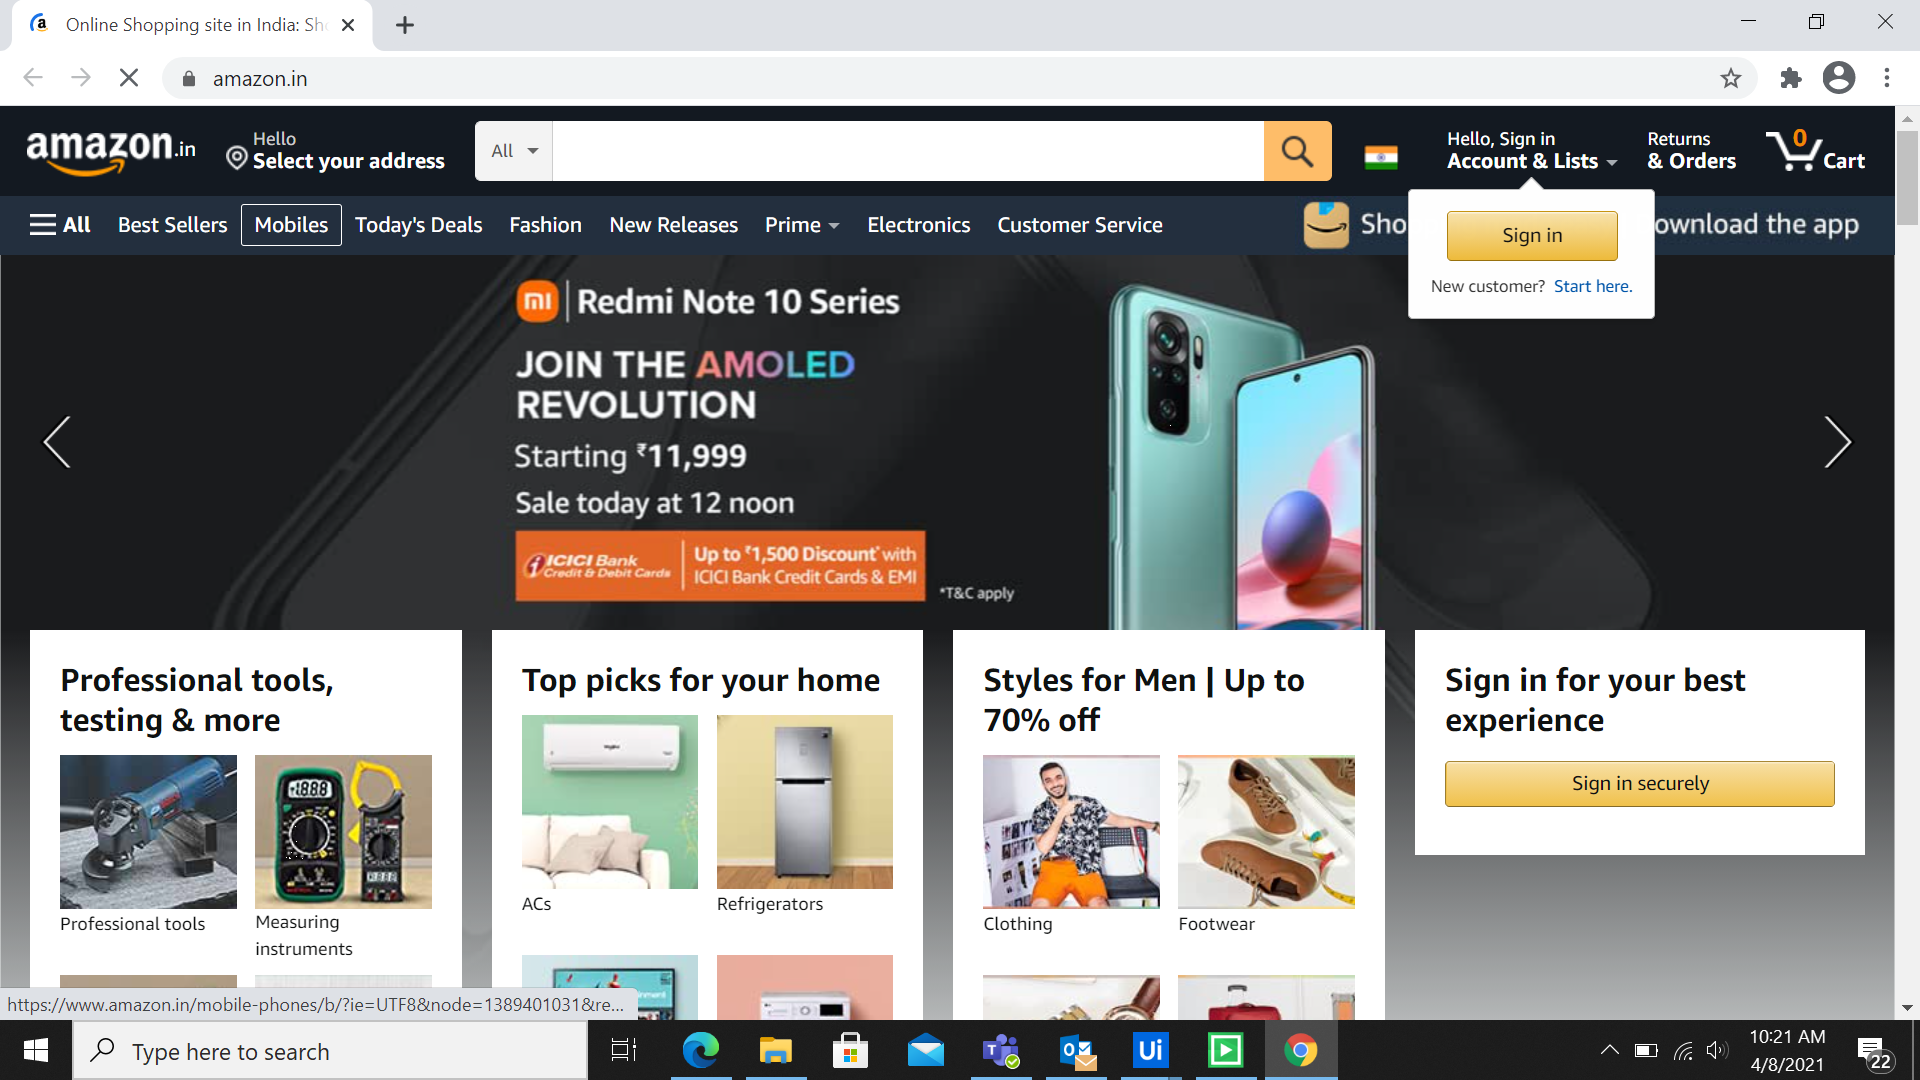 Online Shopping site in India: Sh
amazon.in
amazon.in
Hello
Select your address
All
Hello, Sign in
Account & Lists
Returns
& Orders
0
Cart
All
Best Sellers
Mobiles
Today's Deals
Fashion
New Releases
Prime
Electronics
Customer Service
Sho
ownload the app
Sign in
New customer? Start here.
mi
Redmi Note 10 Series
JOIN THE AMOLED
REVOLUTION
Starting ₹11,999
Sale today at 12 noon
ICICI Bank
Credit & Debit Cards
Up to ₹1,500 Discount* with
ICICI Bank Credit Cards & EMI
*T&C apply
Professional tools,
testing & more
Professional tools
Measuring
instruments
Top picks for your home
ACs
Refrigerators
Styles for Men | Up to
70% off
Clothing
Footwear
Sign in for your best
experience
Sign in securely
https://www.amazon.in/mobile-phones/b/?ie=UTF8&node=1389401031&re...
Type here to search
Ui
10:21 AM
4/8/2021
22